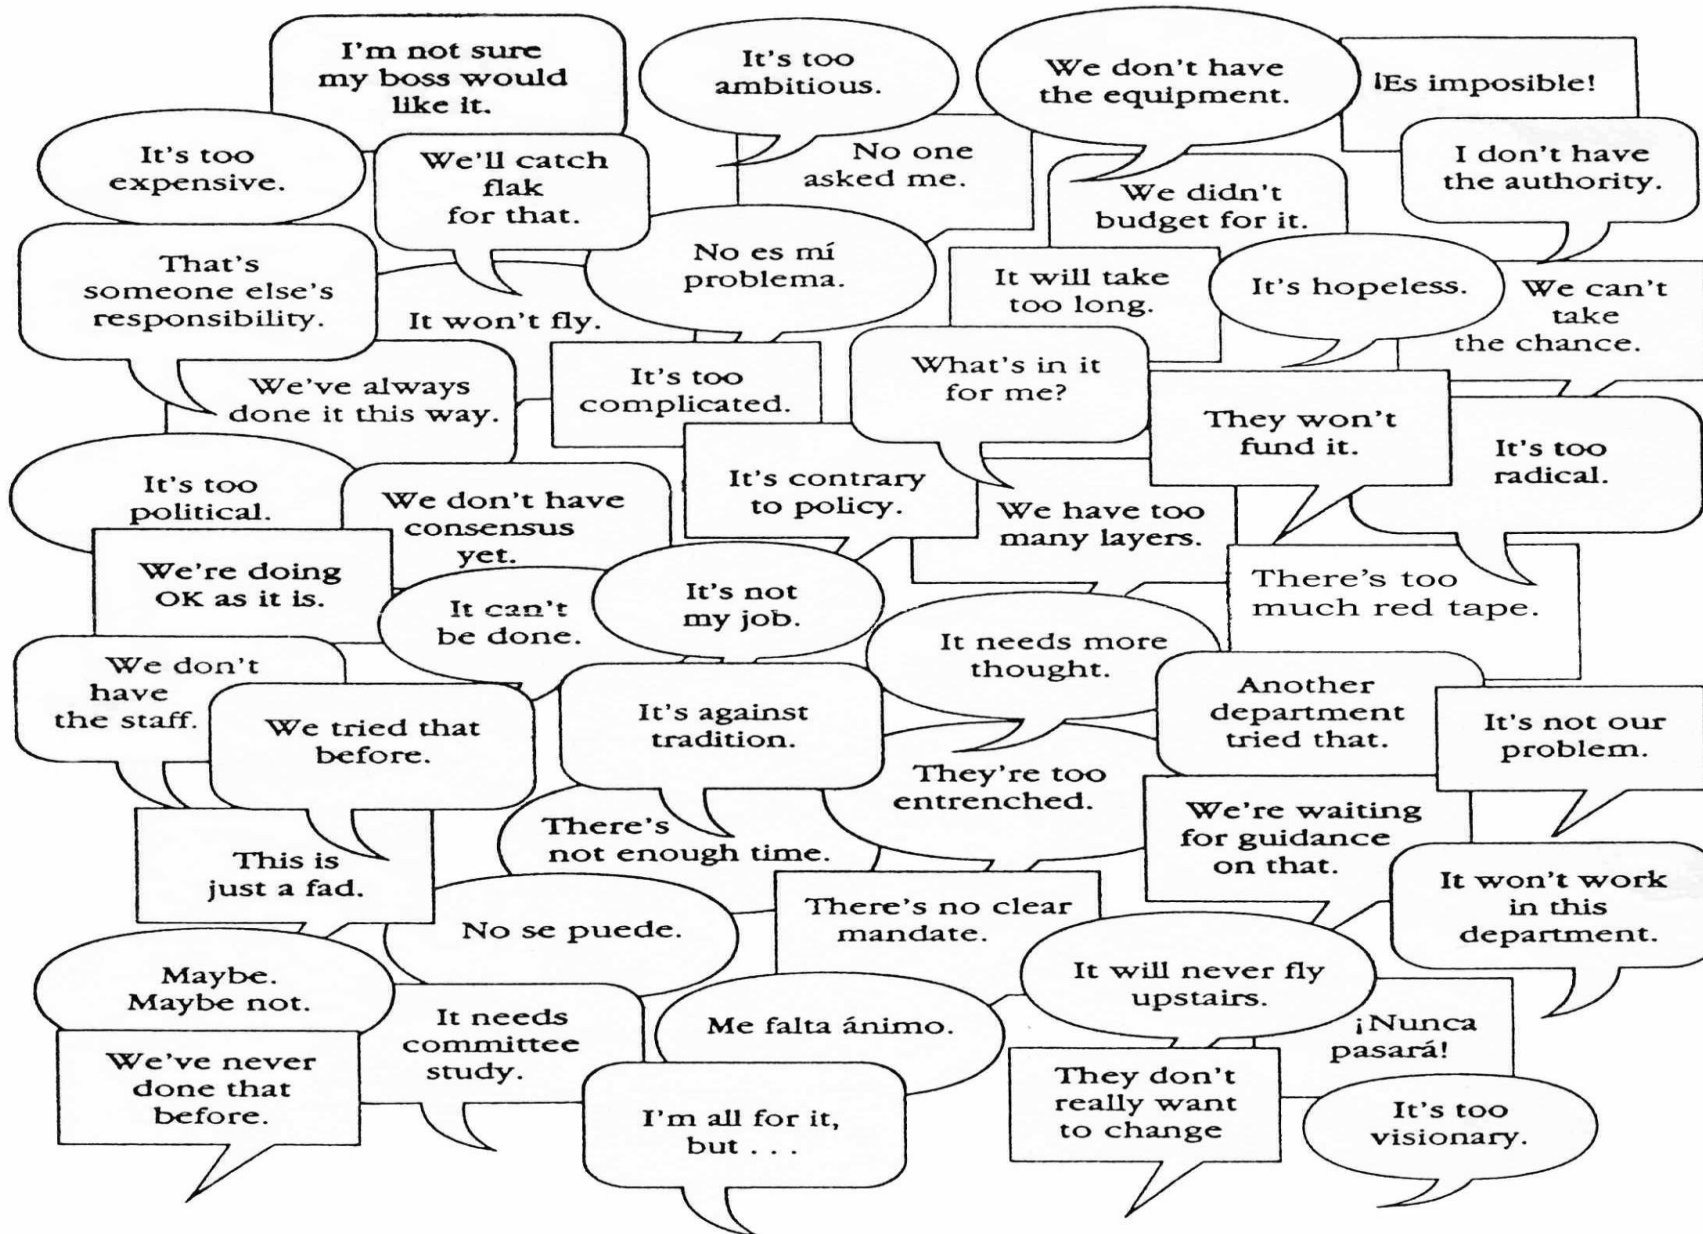 I'm not sure
my boss would
like it.
It's too
ambitious.
We don't have
the equipment.
¡Es imposible!
It's too
expensive.
We'll catch
flak
for that.
No one
asked me.
We didn't
budget for it.
I don't have
the authority.
That's
someone else's
responsibility.
It won't fly.
No es mí
problema.
It will take
too long.
It's hopeless.
We can't
take
the chance.
We've always
done it this way.
It's too
complicated.
What's in it
for me?
They won't
fund it.
It's too
radical.
It's too
political.
We don't have
consensus
yet.
It's contrary
to policy.
We have too
many layers.
We're doing
OK as it is.
It can't
be done.
It's not
my job.
It needs more
thought.
There's too
much red tape.
We don't
have
the staff.
We tried that
before.
It's against
tradition.
They're too
entrenched.
Another
department
tried that.
It's not our
problem.
This is
just a fad.
There's
not enough time.
We're waiting
for guidance
on that.
It won't work
in this
department.
No se puede.
There's no clear
mandate.
Maybe.
Maybe not.
It needs
committee
study.
Me falta ánimo.
It will never fly
upstairs.
¡Nunca
pasará!
We've never
done that
before.
I'm all for it,
but . . .
They don't
really want
to change
It's too
visionary.